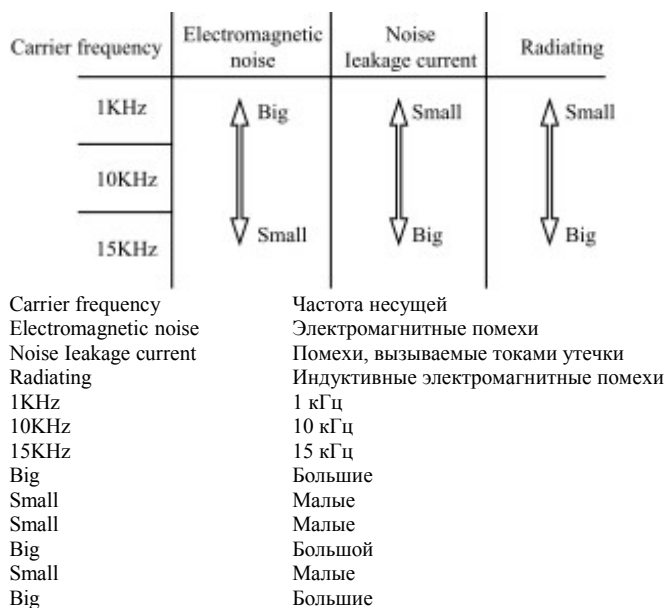 Carrier frequency Electromagnetic noise Noise Ieakage current Radiating
1KHz Big Small Small
10KHz
15KHz Small Big Big
Carrier frequency Частота несущей
Electromagnetic noise Электромагнитные помехи
Noise Ieakage current Помехи, вызываемые токами утечки
Radiating Индуктивные электромагнитные помехи
1KHz 1 кГц
10KHz 10 кГц
15KHz 15 кГц
Big Большие
Small Малые
Small Малые
Big Большой
Small Малые
Big Большие